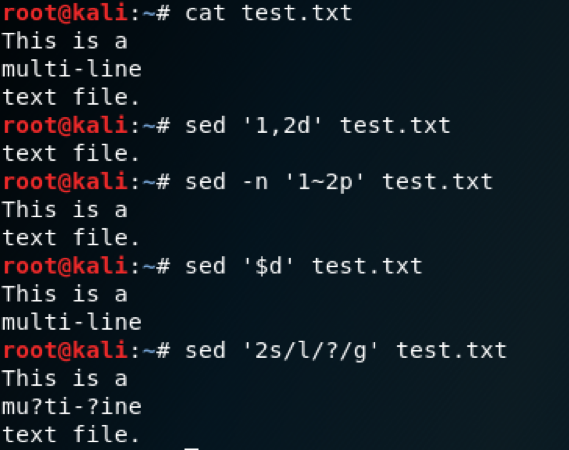 root@kali:~# cat test.txt
This is a
multi-line
text file.
root@kali:~# sed '1,2d' test.txt
text file.
root@kali:~# sed -n '1~2p' test.txt
This is a
text file.
root@kali:~# sed '$d' test.txt
This is a
multi-line
root@kali:~# sed '2s/l/?/g' test.txt
This is a
mu?ti-?ine
text file.